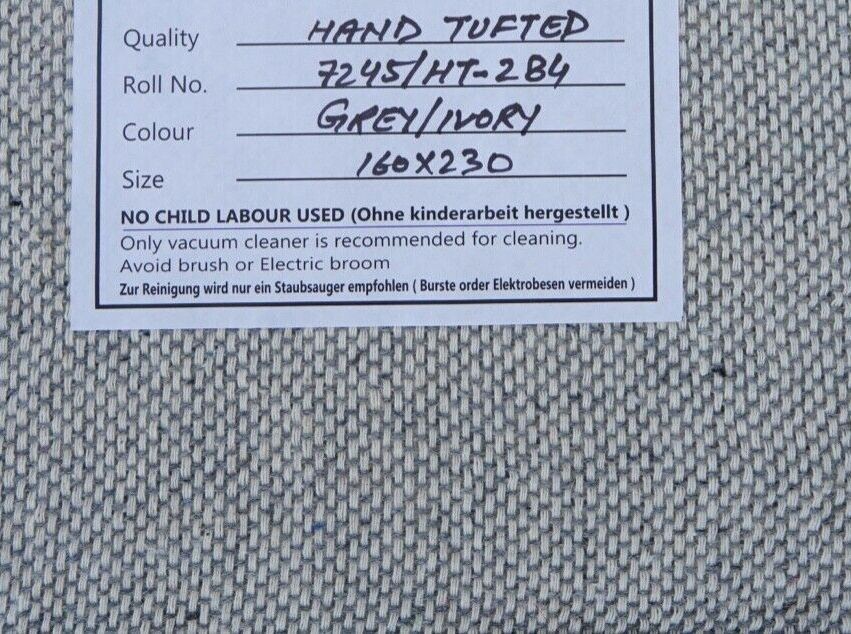 Quality HAND TUFTED
Roll No. 7245/HT-284
Colour GREY/IVORY
Size 160X230
NO CHILD LABOUR USED (Ohne kinderarbeit hergestellt )
Only vacuum cleaner is recommended for cleaning.
Avoid brush or Electric broom
Zur Reinigung wird nur ein Staubsauger empfohlen ( Burste order Elektrobesen vermeiden )